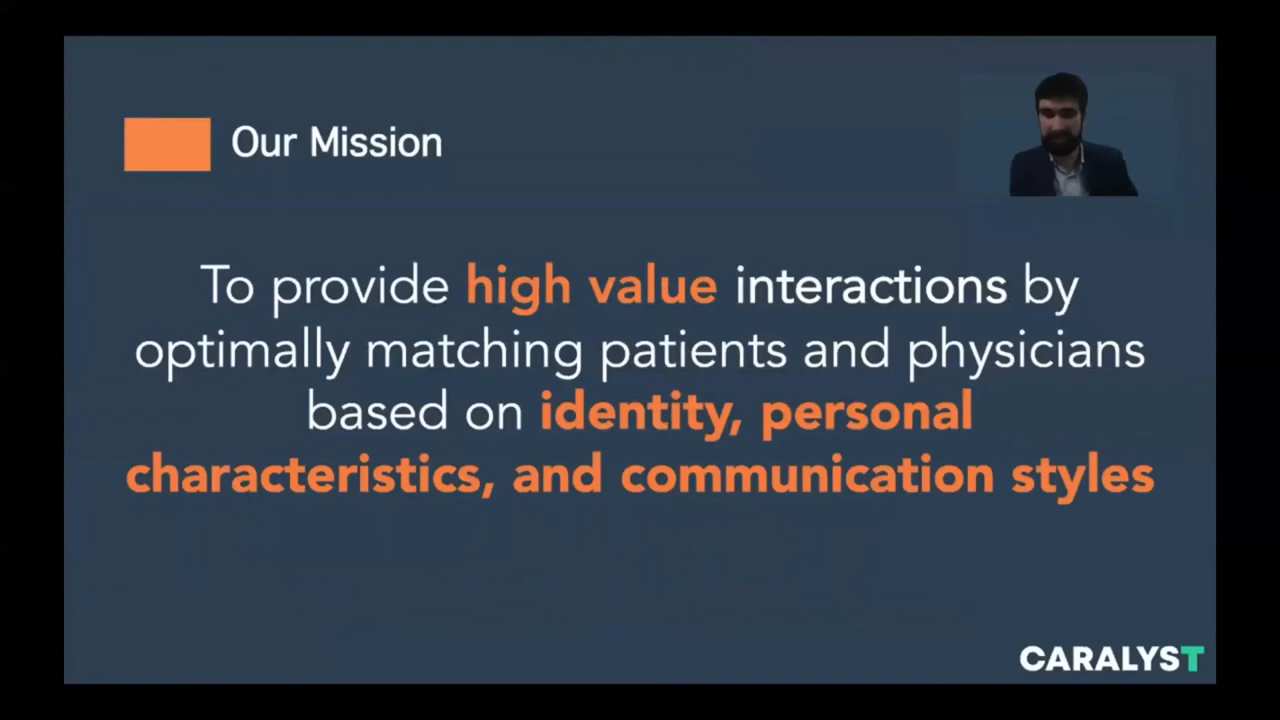 Our Mission
To provide high value interactions by
optimally matching patients and physicians
based on identity, personal
characteristics, and communication styles
CARALYST